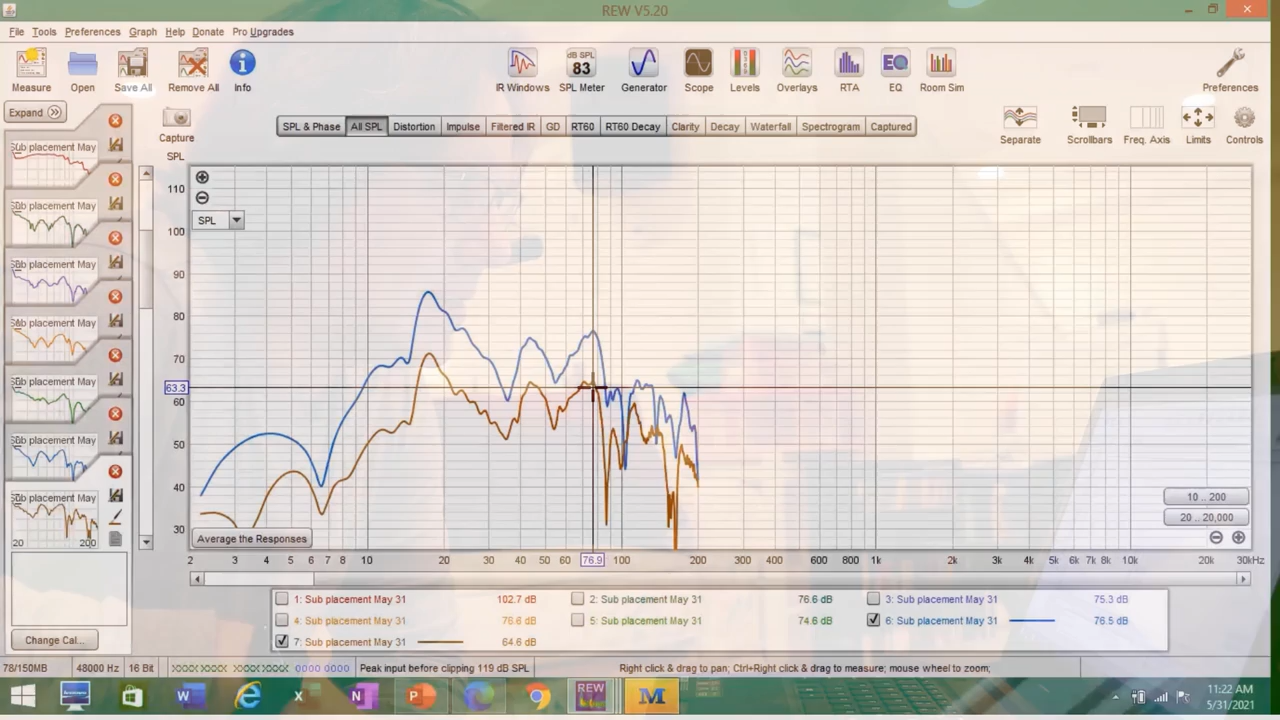 REW V5.20
File Tools Preferences Graph Help Donate Pro Upgrades
dB SPL
83
EQ
Measure Open Save All Remove All Info IR Windows SPL Meter Generator Scope Levels Overlays RTA EQ Room Sim Preferences
Expand
Capture
SPL & Phase All SPL Distortion Impulse Filtered IR GD RT60 RT60 Decay Clarity Decay Waterfall Spectrogram Captured
Separate Scrollbars Freq. Axis Limits Controls
SPL
Sub placement May
Sub placement May
Sub placement May
Sub placement May
Sub placement May
Sub placement May
Sub placement May
20 200
Change Cal...
110
100
90
80
70
63.3
60
50
40
30
SPL
10 .. 200
20 .. 20,000
Average the Responses
2 3 4 5 6 7 8 10 20 30 40 50 60 76.9 100 200 300 400 600 800 1k 2k 3k 4k 5k 6k 7k 8k 10k 20k 30kHz
1: Sub placement May 31 102.7 dB 2: Sub placement May 31 76.6 dB 3: Sub placement May 31 75.3 dB
4: Sub placement May 31 76.6 dB 5: Sub placement May 31 74.6 dB 6: Sub placement May 31 76.5 dB
7: Sub placement May 31 64.6 dB
78/150MB 48000 Hz 16 Bit XXXX XXXX XXXX XXXX 0000 0000 Peak input before clipping 119 dB SPL Right click & drag to pan; Ctrl+Right click & drag to measure; mouse wheel to zoom;
REW
M
11:22 AM
5/31/2021